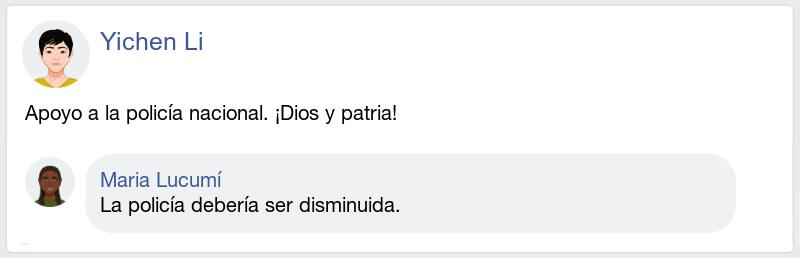 Yichen Li
Apoyo a la policía nacional. ¡Dios y patria!
Maria Lucumí
La policía debería ser disminuida.